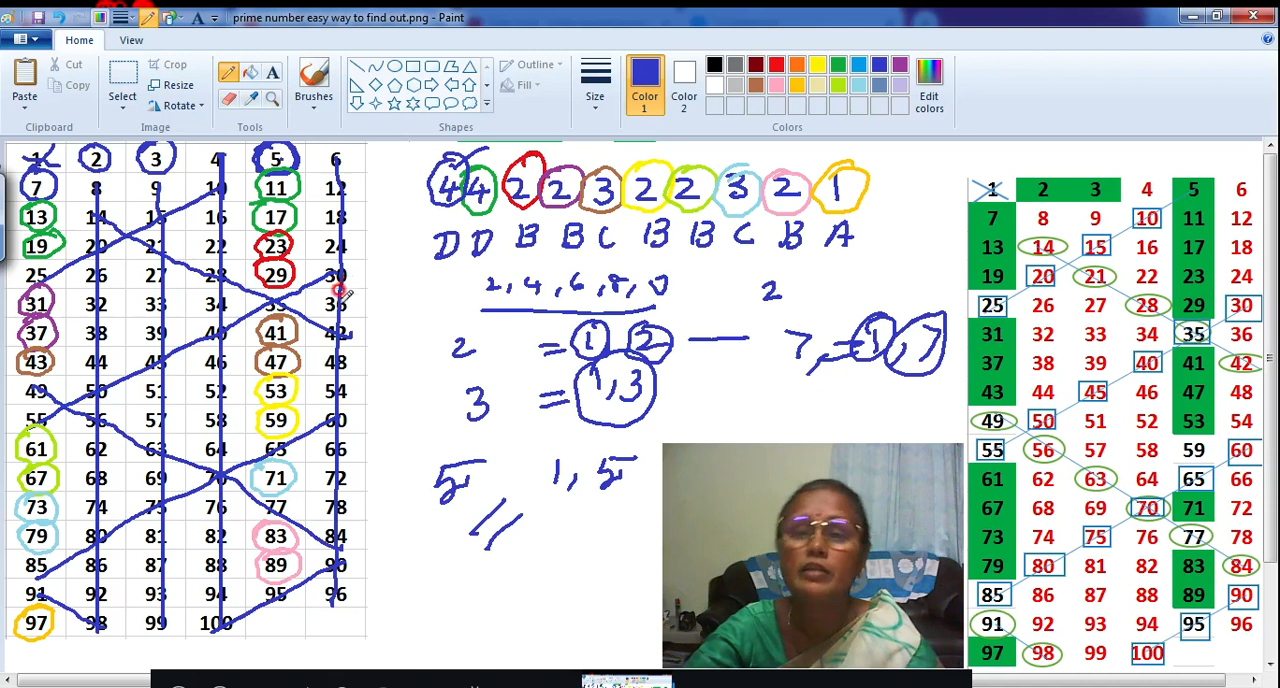 prime number easy way to find out.png - Paint
Home View
Paste
Cut
Copy
Clipboard
Select
Crop
Resize
Rotate
Image
Tools
Brushes
Shapes
Outline
Fill
Size
Color 1
Color 2
Edit colors
Colors
1 2 3 4 5 6
7 8 9 10 11 12
13 14 15 16 17 18
19 20 21 22 23 24
25 26 27 28 29 30
31 32 33 34 35 36
37 38 39 40 41 42
43 44 45 46 47 48
49 50 51 52 53 54
55 56 57 58 59 60
61 62 63 64 65 66
67 68 69 70 71 72
73 74 75 76 77 78
79 80 81 82 83 84
85 86 87 88 89 90
91 92 93 94 95 96
97 98 99 100
4 4 2 2 3 2 2 3 2 1
D D B B C B B C B A
2, 4, 6, 8, 0
2
2 = 1 2 — 7 = 1, 7
3 = 1, 3
5 1, 5
1 2 3 4 5 6
7 8 9 10 11 12
13 14 15 16 17 18
19 20 21 22 23 24
25 26 27 28 29 30
31 32 33 34 35 36
37 38 39 40 41 42
43 44 45 46 47 48
49 50 51 52 53 54
55 56 57 58 59 60
61 62 63 64 65 66
67 68 69 70 71 72
73 74 75 76 77 78
79 80 81 82 83 84
85 86 87 88 89 90
91 92 93 94 95 96
97 98 99 100